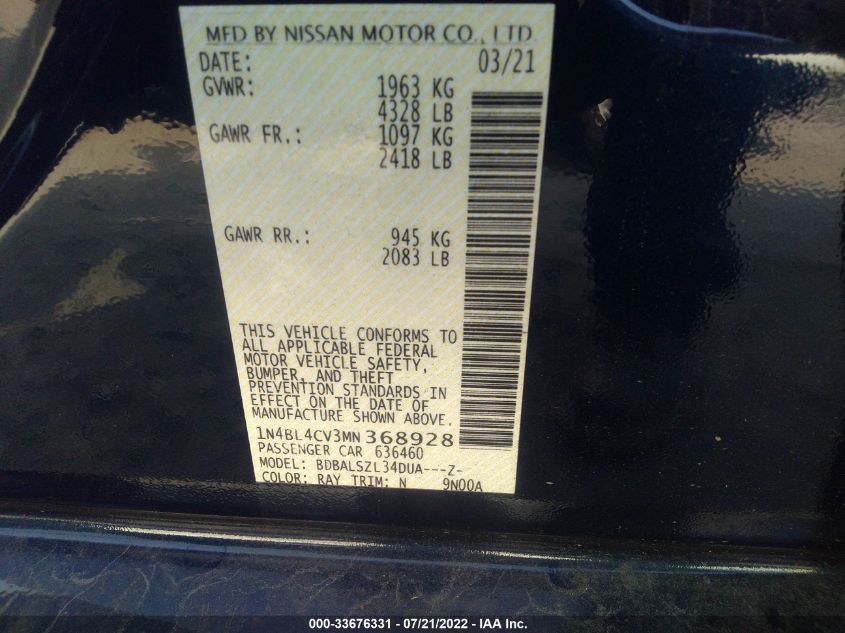 MFD BY NISSAN MOTOR CO., LTD.
DATE: 03/21
GVWR: 1963 KG
4328 LB
GAWR FR.: 1097 KG
2418 LB
GAWR RR.: 945 KG
2083 LB
THIS VEHICLE CONFORMS TO
ALL APPLICABLE FEDERAL
MOTOR VEHICLE SAFETY,
BUMPER, AND THEFT
PREVENTION STANDARDS IN
EFFECT ON THE DATE OF
MANUFACTURE SHOWN ABOVE.
1N4BL4CV3MN368928
PASSENGER CAR 636460
MODEL: BDBALSZL34DUA---Z-
COLOR: RAY TRIM: N 9N00A
000-33676331 / 07/21/2022 - IAA Inc.